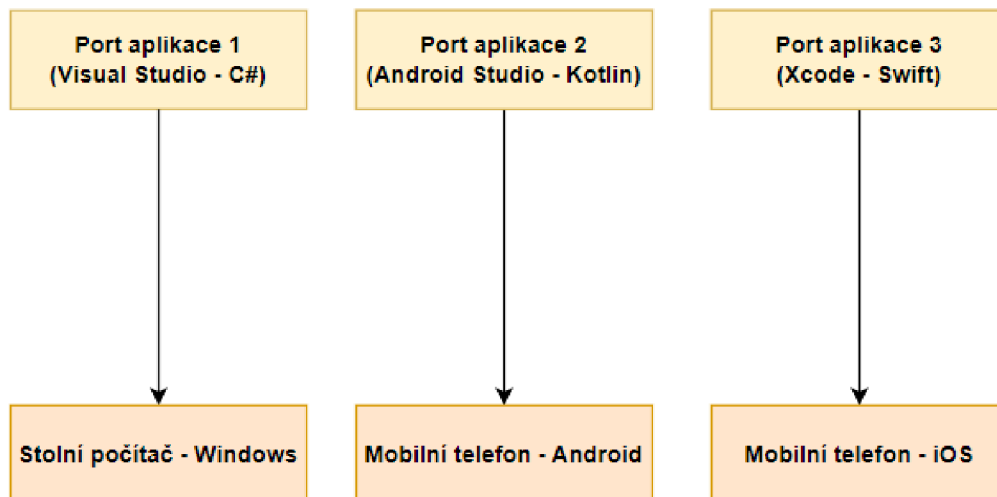 Port aplikace 1
(Visual Studio - C#)
Port aplikace 2
(Android Studio - Kotlin)
Port aplikace 3
(Xcode - Swift)
Stolní počítač - Windows
Mobilní telefon - Android
Mobilní telefon - iOS